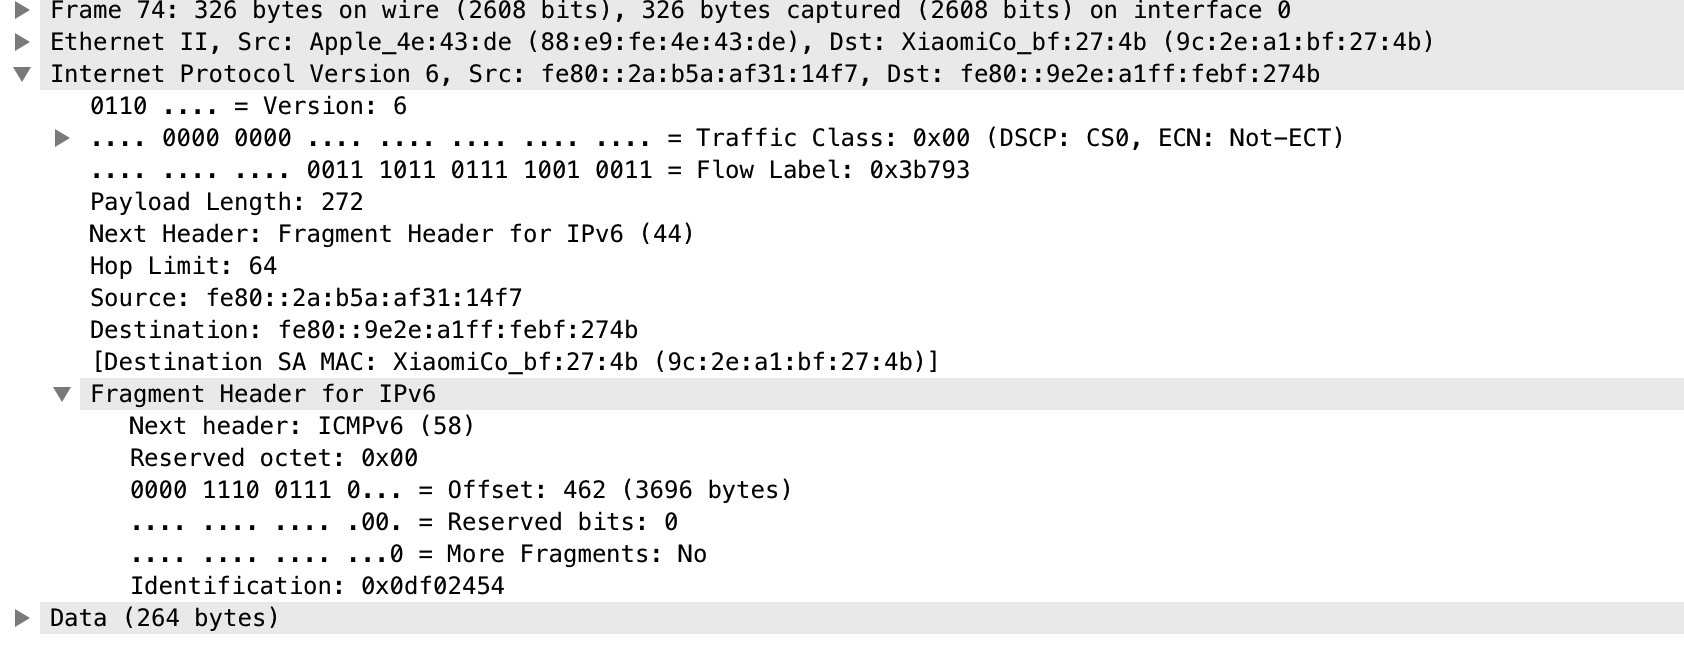 Frame 74: 326 bytes on wire (2608 bits), 326 bytes captured (2608 bits) on interface 0
Ethernet II, Src: Apple_4e:43:de (88:e9:fe:4e:43:de), Dst: XiaomiCo_bf:27:4b (9c:2e:a1:bf:27:4b)
Internet Protocol Version 6, Src: fe80::2a:b5a:af31:14f7, Dst: fe80::9e2e:a1ff:febf:274b
0110 .... = Version: 6
.... 0000 0000 .... .... .... .... .... = Traffic Class: 0x00 (DSCP: CS0, ECN: Not-ECT)
.... .... .... 0011 1011 0111 1001 0011 = Flow Label: 0x3b793
Payload Length: 272
Next Header: Fragment Header for IPv6 (44)
Hop Limit: 64
Source: fe80::2a:b5a:af31:14f7
Destination: fe80::9e2e:a1ff:febf:274b
[Destination SA MAC: XiaomiCo_bf:27:4b (9c:2e:a1:bf:27:4b)]
Fragment Header for IPv6
Next header: ICMPv6 (58)
Reserved octet: 0x00
0000 1110 0111 0... = Offset: 462 (3696 bytes)
.... .... .... .00. = Reserved bits: 0
.... .... .... ...0 = More Fragments: No
Identification: 0x0df02454
Data (264 bytes)